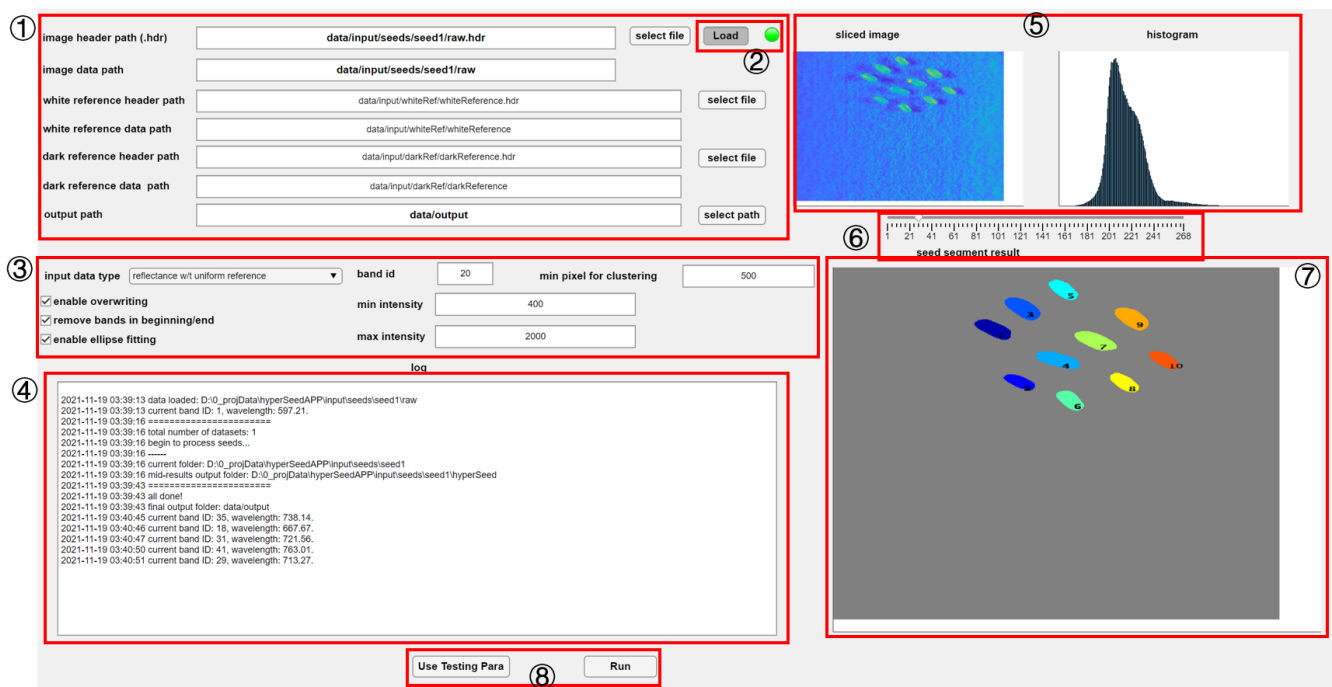 ①
image header path (.hdr) data/input/seeds/seed1/raw.hdr select file Load
②
image data path data/input/seeds/seed1/raw
white reference header path data/input/whiteRef/whiteReference.hdr select file
white reference data path data/input/whiteRef/whiteReference
dark reference header path data/input/darkRef/darkReference.hdr select file
dark reference data path data/input/darkRef/darkReference
output path data/output select path
sliced image ⑤ histogram
⑥
1 21 41 61 81 101 121 141 161 181 201 221 241 268
③
input data type reflectance w/t uniform reference band id 20 min pixel for clustering 500
enable overwriting min intensity 400
remove bands in beginning/end
enable ellipse fitting max intensity 2000
seed segment result
⑦
5
3
9
7
4
10
2
8
6
log
④
2021-11-19 03:39:13 data loaded: D:\0_projData\hyperSeedAPP\input\seeds\seed1\raw
2021-11-19 03:39:13 current band ID: 1, wavelength: 597.21.
2021-11-19 03:39:16 =======================
2021-11-19 03:39:16 total number of datasets: 1
2021-11-19 03:39:16 begin to process seeds...
2021-11-19 03:39:16 ------
2021-11-19 03:39:16 current folder: D:\0_projData\hyperSeedAPP\input\seeds\seed1
2021-11-19 03:39:16 mid-results output folder: D:\0_projData\hyperSeedAPP\input\seeds\seed1\hyperSeed
2021-11-19 03:39:43 =======================
2021-11-19 03:39:43 all done!
2021-11-19 03:39:43 final output folder: data/output
2021-11-19 03:40:45 current band ID: 35, wavelength: 738.14.
2021-11-19 03:40:46 current band ID: 18, wavelength: 667.67.
2021-11-19 03:40:47 current band ID: 31, wavelength: 721.56.
2021-11-19 03:40:50 current band ID: 41, wavelength: 763.01.
2021-11-19 03:40:51 current band ID: 29, wavelength: 713.27.
Use Testing Para ⑧ Run